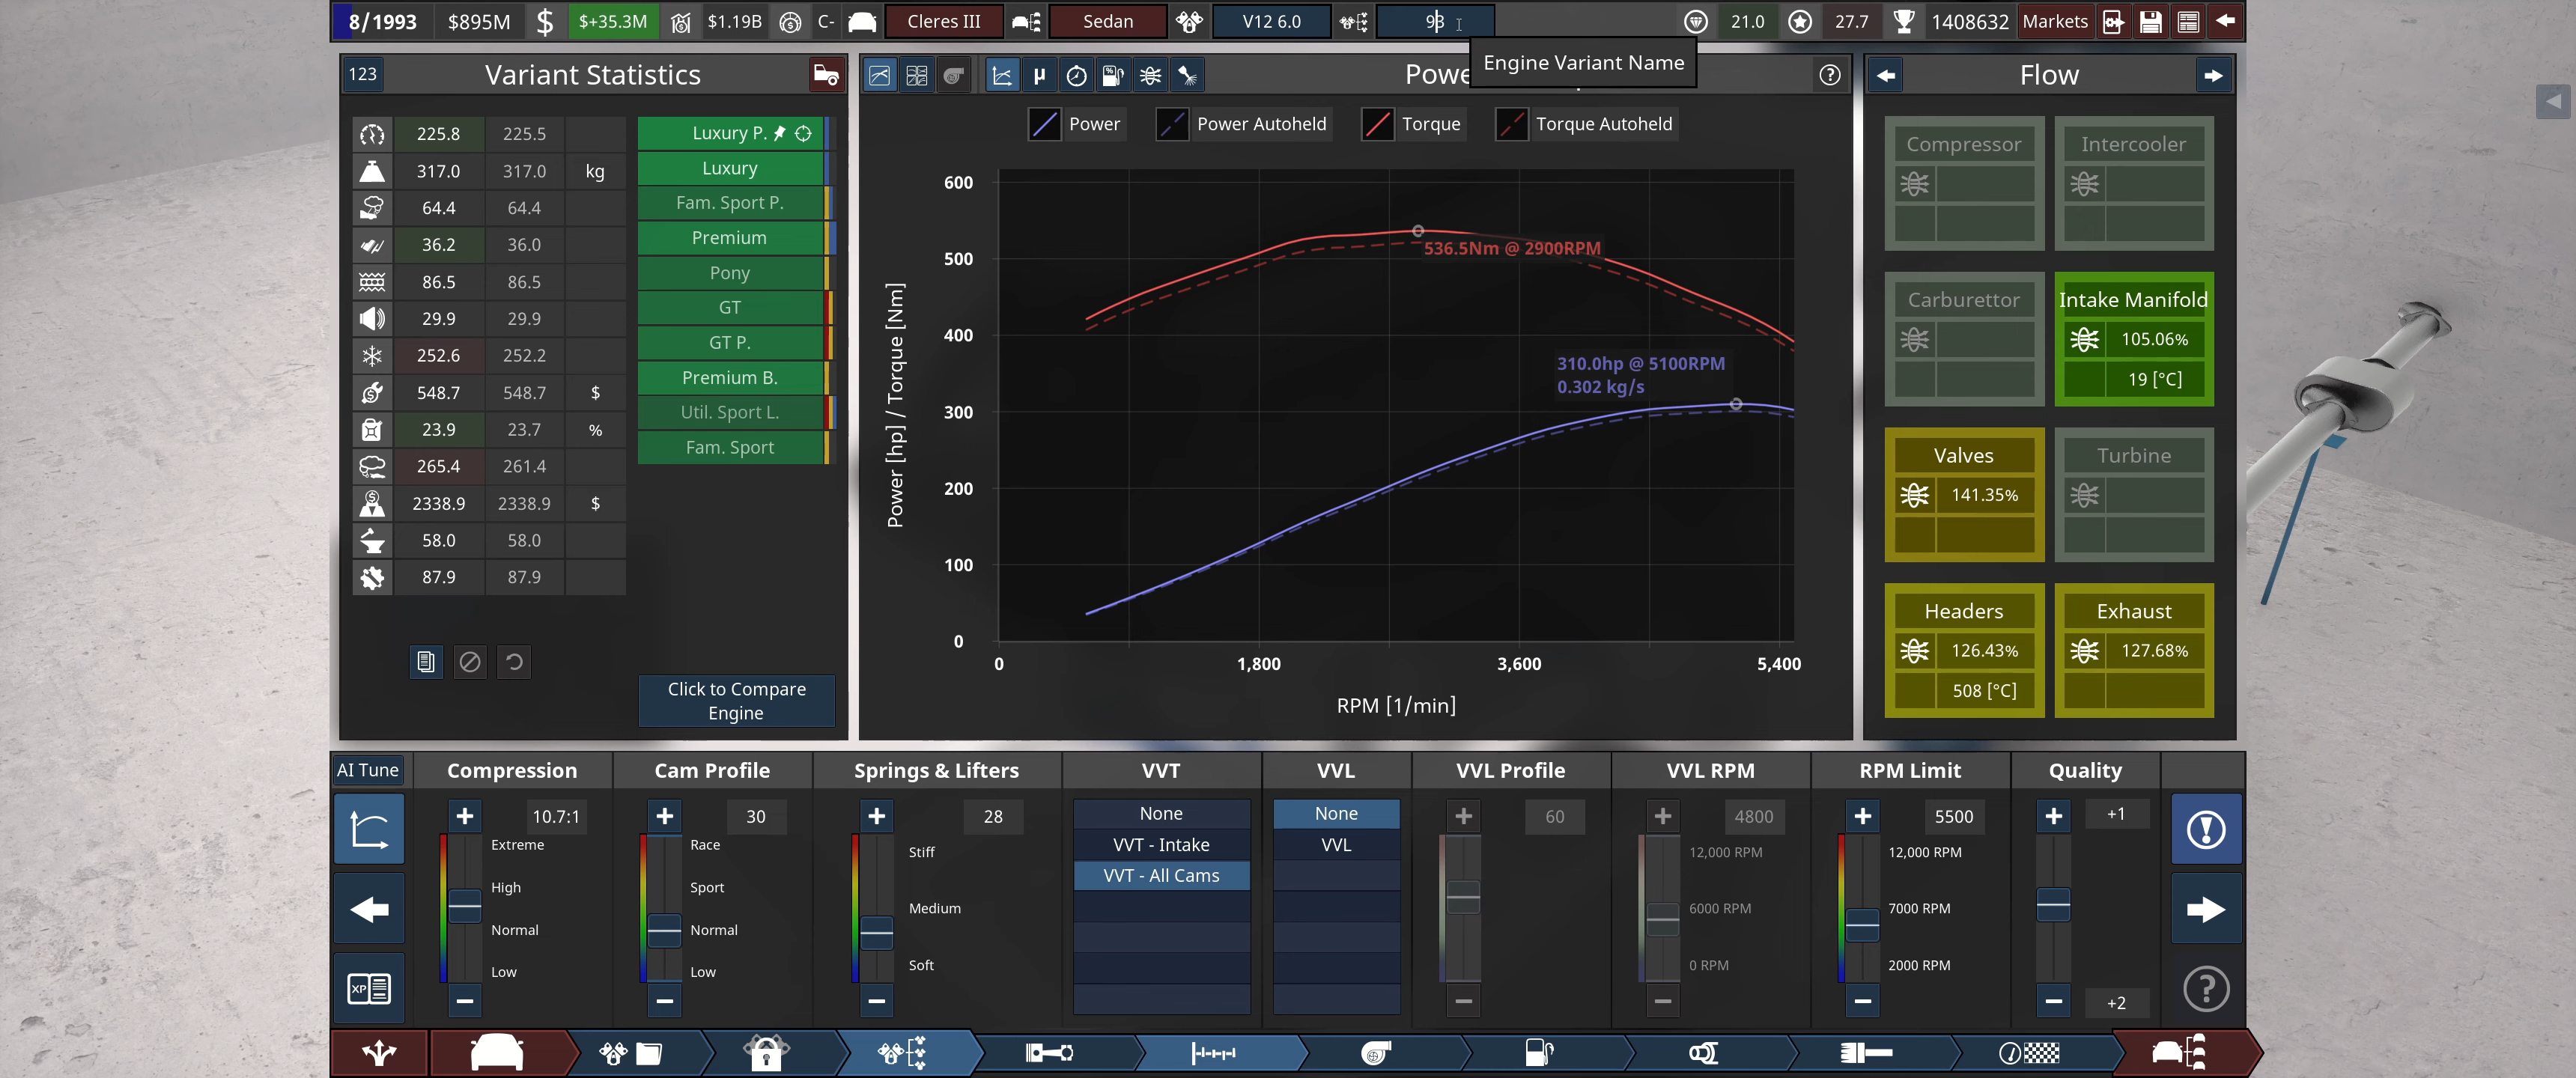 8/1993 $895M $ $+35.3M $1.19B C- Cleres III Sedan V12 6.0 9B 21.0 27.7 1408632 Markets
Engine Variant Name
123 Variant Statistics
225.8 225.5
317.0 317.0 kg
64.4 64.4
36.2 36.0
86.5 86.5
29.9 29.9
252.6 252.2
548.7 548.7 $
23.9 23.7 %
265.4 261.4
2338.9 2338.9 $
58.0 58.0
87.9 87.9
Luxury P.
Luxury
Fam. Sport P.
Premium
Pony
GT
GT P.
Premium B.
Util. Sport L.
Fam. Sport
Click to Compare
Engine
µ
?
Power Power Autoheld Torque Torque Autoheld
Power [hp] / Torque [Nm]
600
500
400
300
200
100
0
536.5Nm @ 2900RPM
310.0hp @ 5100RPM
0.302 kg/s
0 1,800 3,600 5,400
RPM [1/min]
Flow
Compressor Intercooler
Carburettor Intake Manifold
105.06%
19 [°C]
Valves Turbine
141.35%
Headers Exhaust
126.43% 127.68%
508 [°C]
AI Tune Compression Cam Profile Springs & Lifters VVT VVL VVL Profile VVL RPM RPM Limit Quality
XP
+ 10.7:1
Extreme
High
Normal
Low
−
+ 30
Race
Sport
Normal
Low
−
+ 28
Stiff
Medium
Soft
−
None
VVT - Intake
VVT - All Cams
None
VVL
+ 60
−
+ 4800
12,000 RPM
6000 RPM
0 RPM
−
+ 5500
12,000 RPM
7000 RPM
2000 RPM
−
+ +1
− +2
?